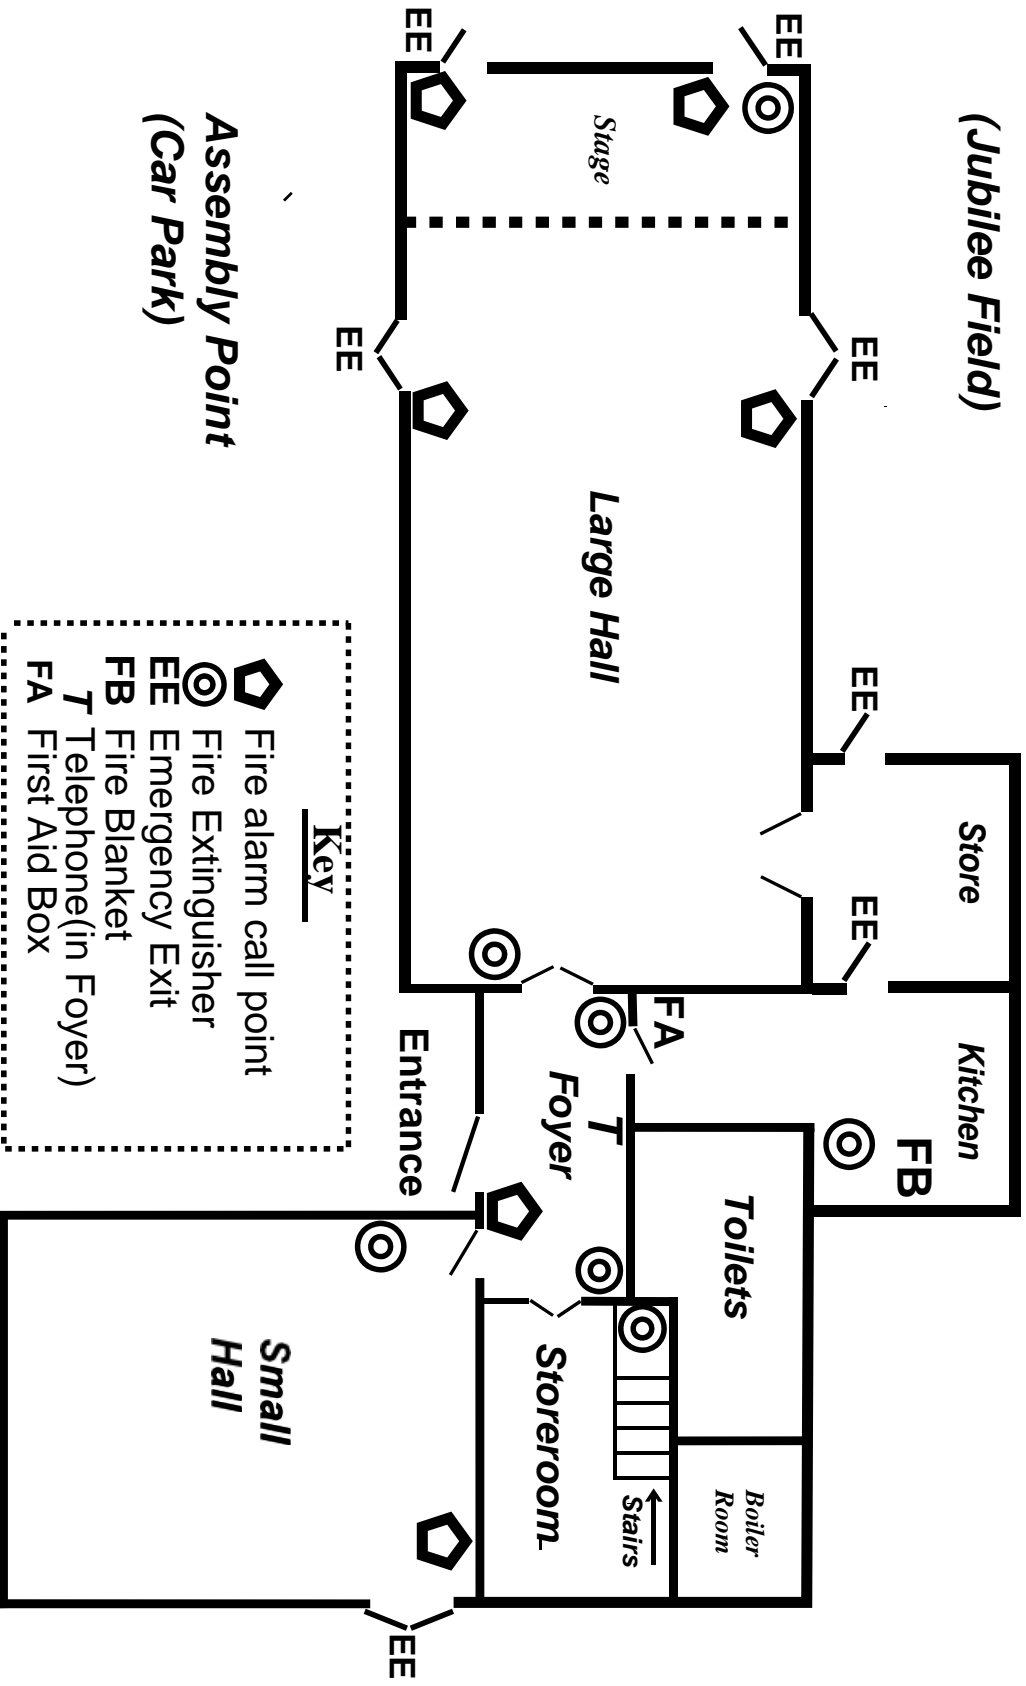 (Jubilee Field)
EE
EE
EE
EE
Stage
Large Hall
EE
EE
Store
Kitchen
FB
FA
T
Foyer
Toilets
Boiler
Room
Stairs
Storeroom
Entrance
EE
EE
Small
Hall
Assembly Point
(Car Park)
Key
Fire alarm call point
Fire Extinguisher
EE Emergency Exit
FB Fire Blanket
T Telephone(in Foyer)
FA First Aid Box